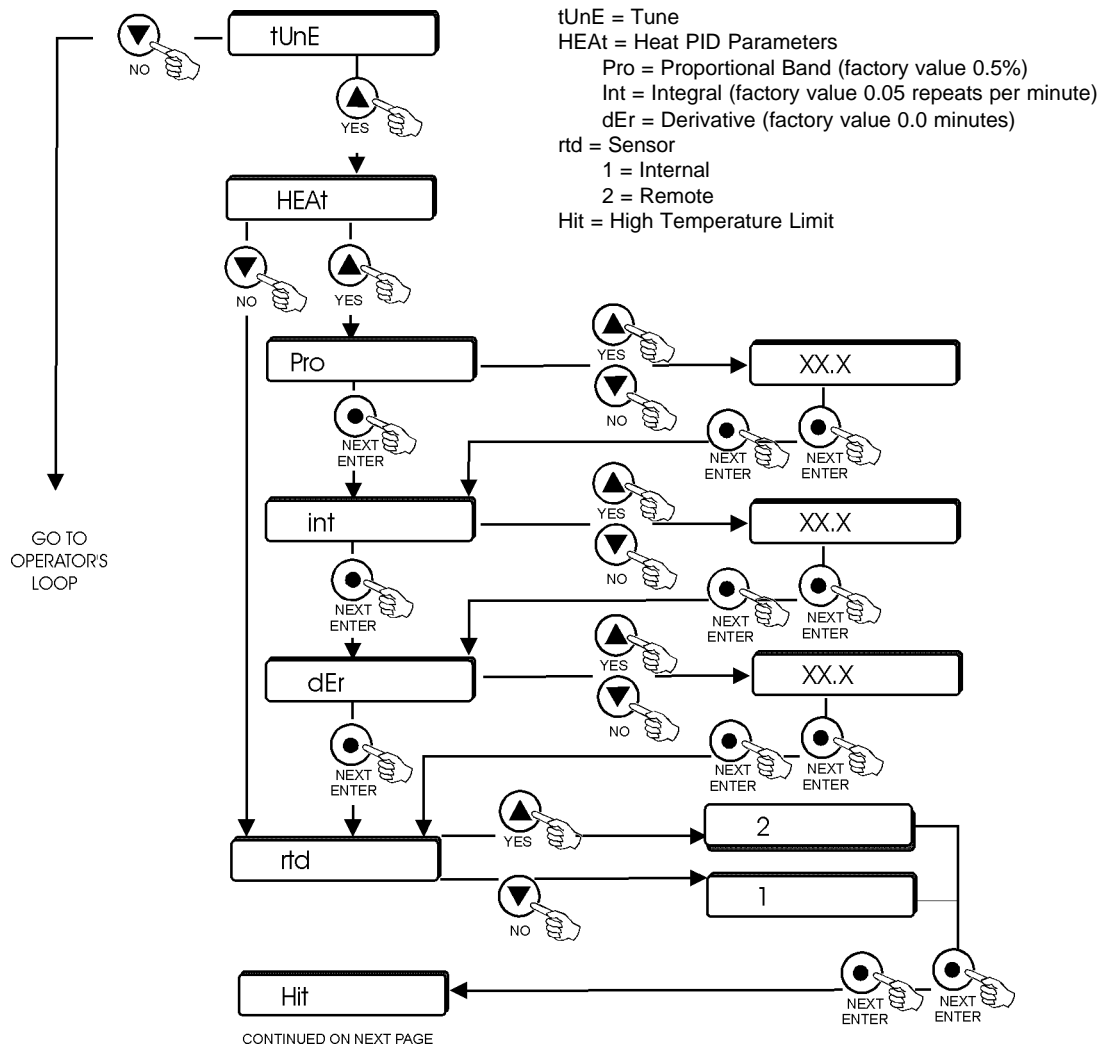 tUnE = Tune
HEAt = Heat PID Parameters
Pro = Proportional Band (factory value 0.5%)
Int = Integral (factory value 0.05 repeats per minute)
dEr = Derivative (factory value 0.0 minutes)
rtd = Sensor
1 = Internal
2 = Remote
Hit = High Temperature Limit
tUnE
NO
YES
HEAt
NO
YES
Pro
YES
NO
XX.X
NEXT
ENTER
NEXT
ENTER
NEXT
ENTER
int
YES
NO
XX.X
NEXT
ENTER
NEXT
ENTER
NEXT
ENTER
GO TO
OPERATOR'S
LOOP
dEr
YES
NO
XX.X
NEXT
ENTER
NEXT
ENTER
NEXT
ENTER
rtd
YES
2
NO
1
NEXT
ENTER
NEXT
ENTER
Hit
CONTINUED ON NEXT PAGE